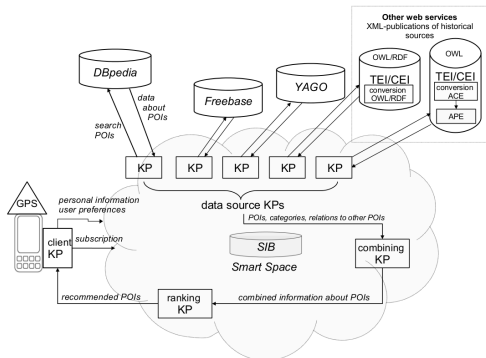 Other web services
XML-publications of historical
sources
OWL/RDF
TEI/CEI
conversion
OWL/RDF
OWL
TEI/CEI
conversion
ACE
APE
DBpedia
Freebase
YAGO
search
POIs
data
about
POIs
KP
KP
KP
KP
KP
data source KPs
POIs, categories, relations to other POIs
GPS
personal information
user preferences
subscription
client
KP
SIB
Smart Space
combining
KP
recommended POIs
ranking
KP
combined information about POIs